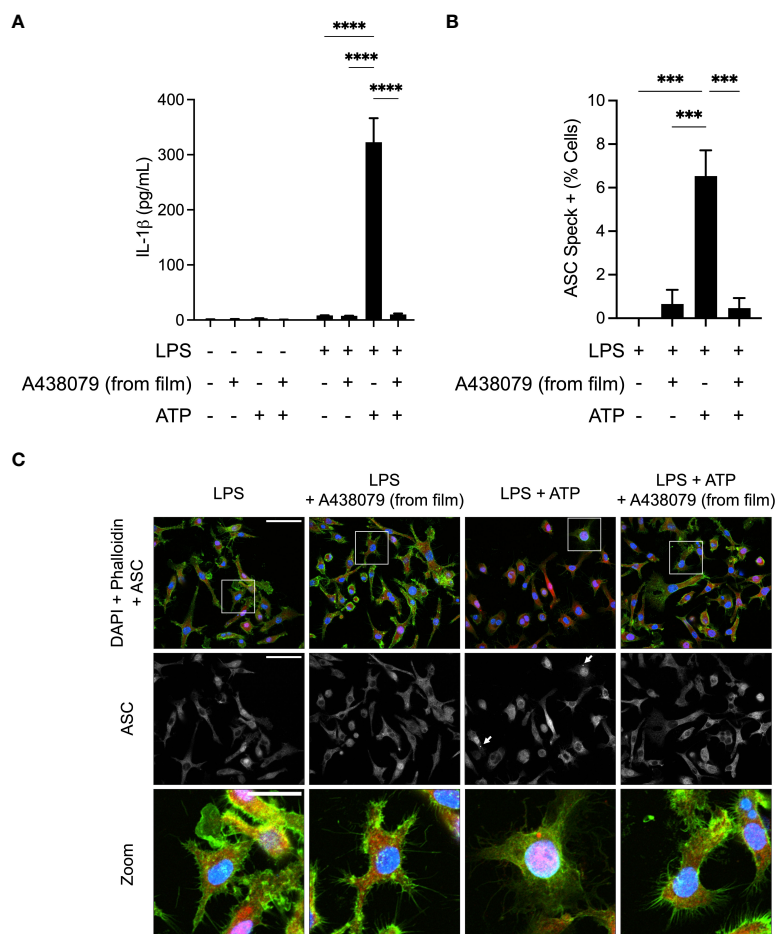 A
B
****
****
****
***
***
***
400
300
200
100
0
IL-1β (pg/mL)
10
8
6
4
2
0
ASC Speck + (% Cells)
LPS - - - - + + + +
A438079 (from film) - + - + - + - +
ATP - - + + - - + +
LPS + + + +
A438079 (from film) - + - +
ATP - - + +
C
LPS
LPS
+ A438079 (from film)
LPS + ATP
LPS + ATP
+ A438079 (from film)
DAPI + Phalloidin
+ ASC
ASC
Zoom